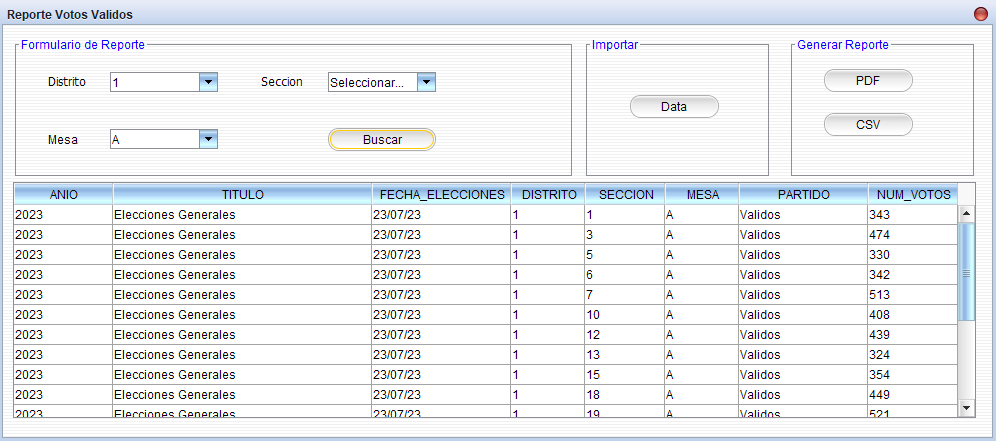 Reporte Votos Validos
Formulario de Reporte Importar Generar Reporte
Distrito 1 Seccion Seleccionar... PDF
Data
Mesa A Buscar CSV
ANIO TITULO FECHA_ELECCIONES DISTRITO SECCION MESA PARTIDO NUM_VOTOS
2023 Elecciones Generales 23/07/23 1 1 A Validos 343
2023 Elecciones Generales 23/07/23 1 3 A Validos 474
2023 Elecciones Generales 23/07/23 1 5 A Validos 330
2023 Elecciones Generales 23/07/23 1 6 A Validos 342
2023 Elecciones Generales 23/07/23 1 7 A Validos 513
2023 Elecciones Generales 23/07/23 1 10 A Validos 408
2023 Elecciones Generales 23/07/23 1 12 A Validos 439
2023 Elecciones Generales 23/07/23 1 13 A Validos 324
2023 Elecciones Generales 23/07/23 1 15 A Validos 354
2023 Elecciones Generales 23/07/23 1 18 A Validos 449
2023 Elecciones Generales 23/07/23 1 19 A Validos 521